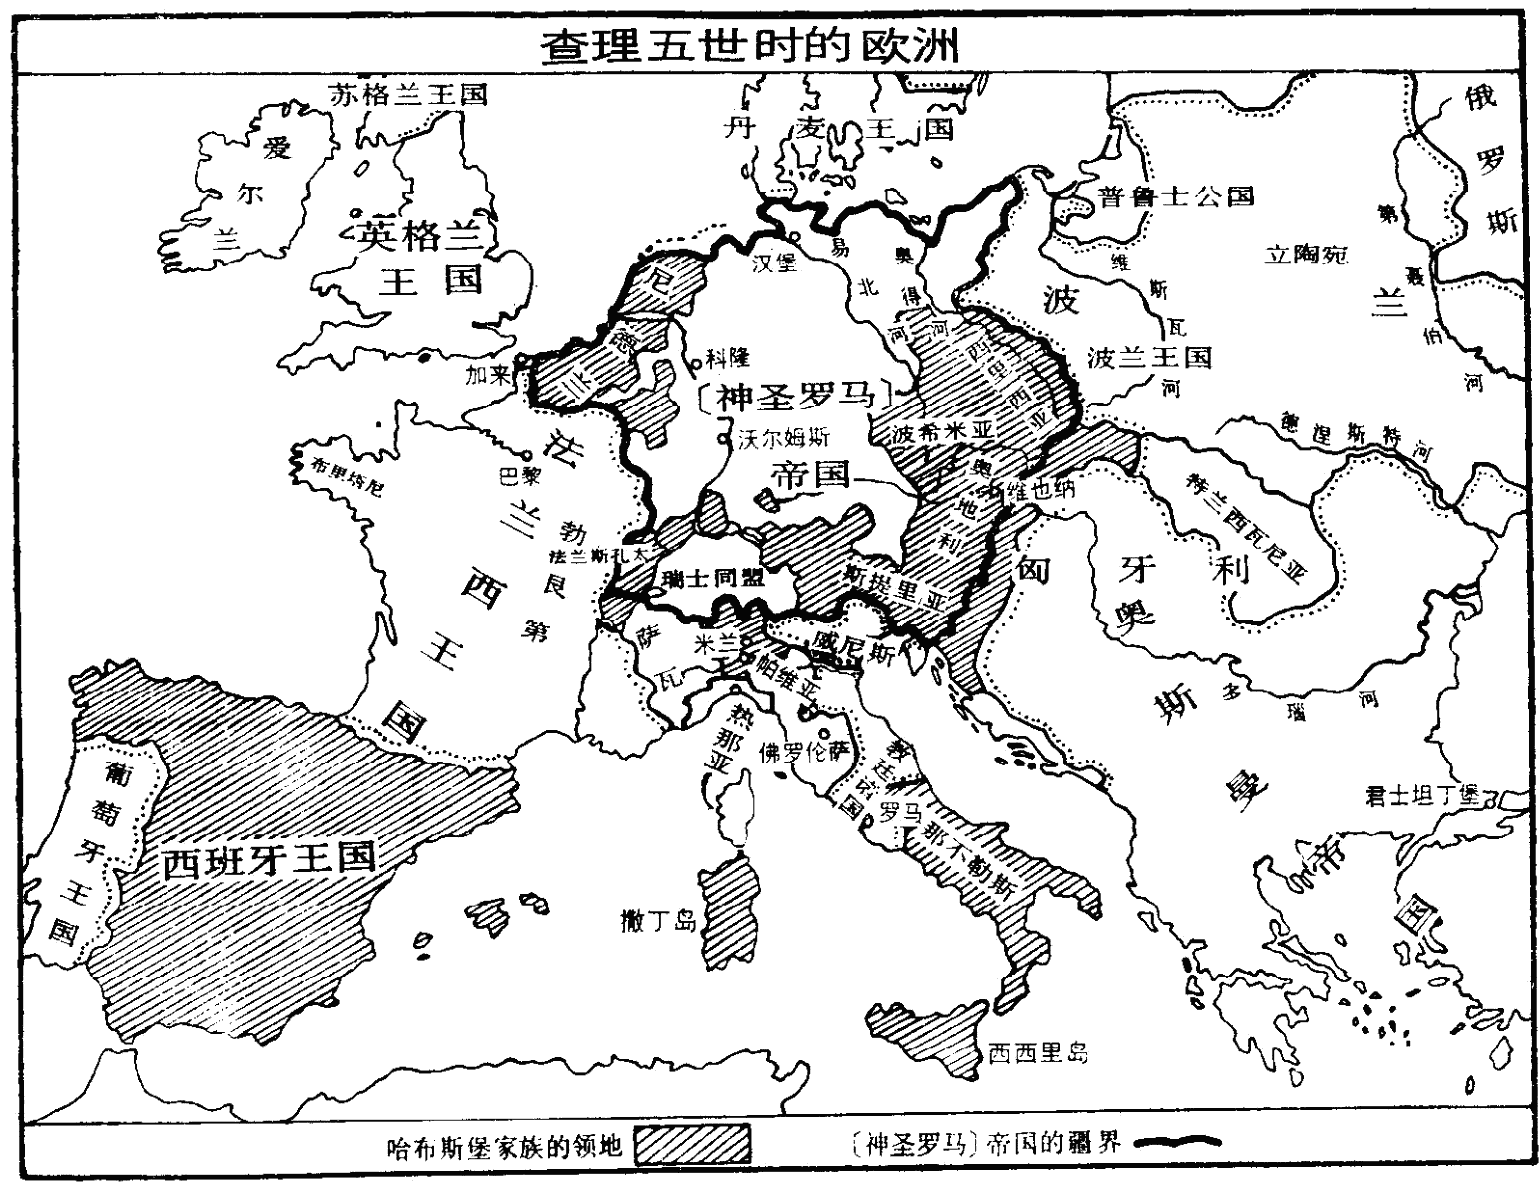 查理五世时的欧洲
苏格兰王国
爱尔兰
英格兰
王国
丹麦王国
俄罗斯
普鲁士公国
立陶宛
第聂伯河
汉堡
易北河
奥得河
维斯瓦河
波兰
波兰王国
尼德兰
加来
科隆
〔神圣罗马〕
帝国
沃尔姆斯
西里西亚
波希米亚
奥地利
维也纳
德涅斯特河
特兰西瓦尼亚
布里塔尼
巴黎
法兰西王国
勃艮第
法兰斯孔太
瑞士同盟
斯提里亚
匈牙利
奥斯曼帝国
多瑙河
萨瓦
米兰
威尼斯
帕维亚
热那亚
佛罗伦萨
教廷国
罗马
那不勒斯
君士坦丁堡
葡萄牙王国
西班牙王国
撒丁岛
西西里岛
哈布斯堡家族的领地
〔神圣罗马〕帝国的疆界